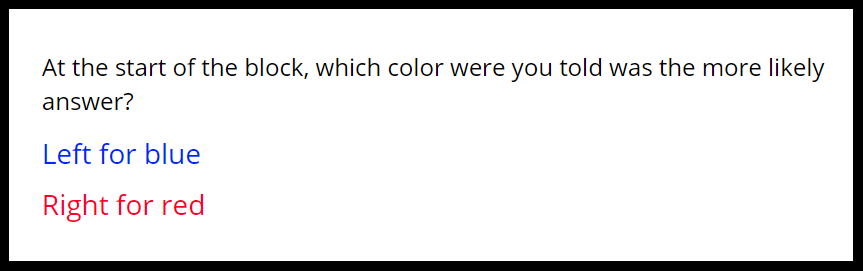 At the start of the block, which color were you told was the more likely
answer?
Left for blue
Right for red